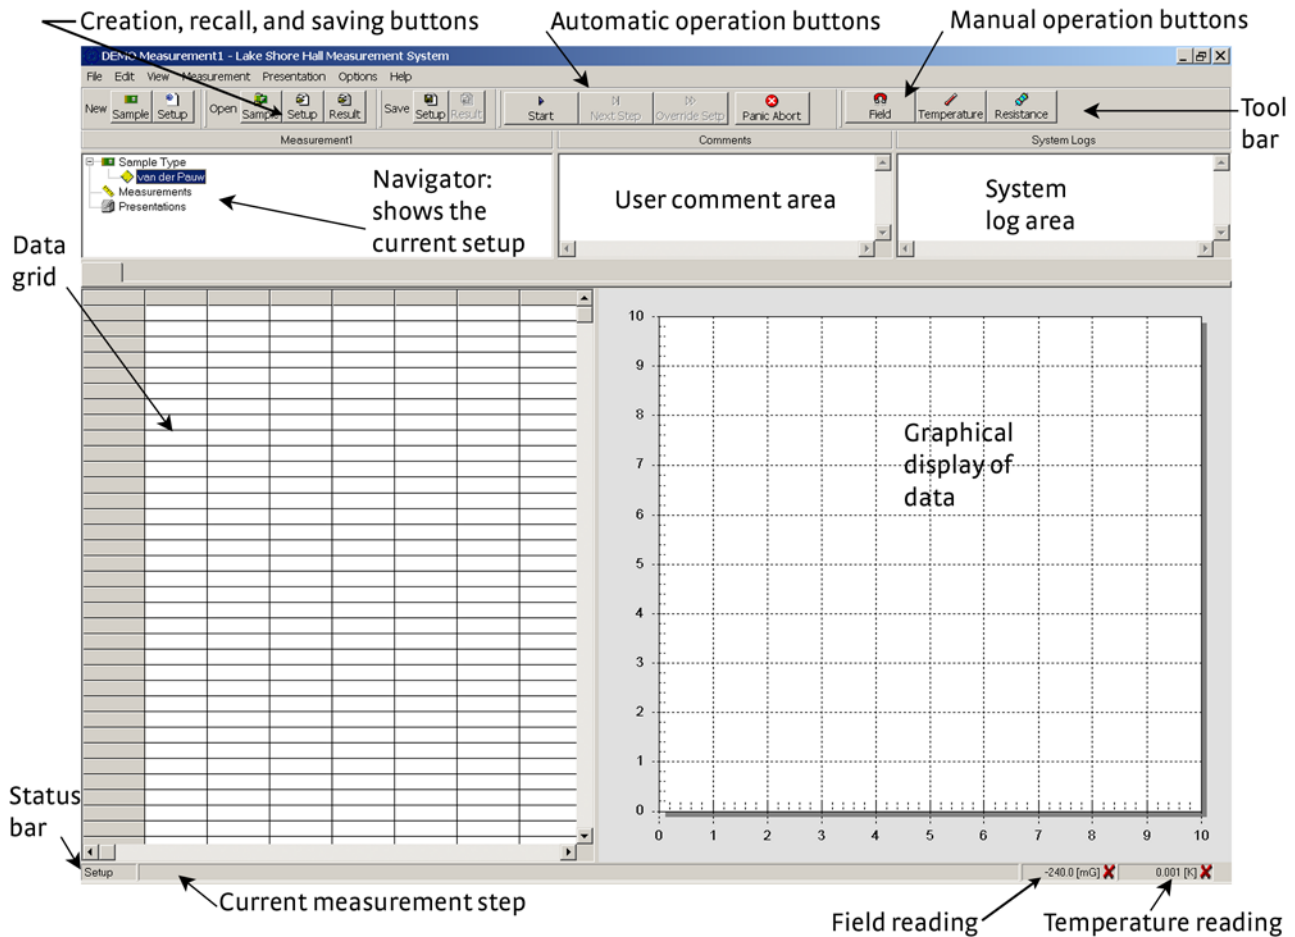 Creation, recall, and saving buttons
Automatic operation buttons
Manual operation buttons
DEMO Measurement1 - Lake Shore Hall Measurement System
File Edit View Measurement Presentation Options Help
New Sample Setup Open Sample Setup Result Save Setup Result Start Next Step Override Setp Panic Abort Field Temperature Resistance
Tool
bar
Measurement1 Comments System Logs
Sample Type
van der Pauw
Measurements
Presentations
Navigator:
shows the
current setup
User comment area
System
log area
Data
grid
10
9
8
7
6
5
4
3
2
1
0
Graphical
display of
data
0 1 2 3 4 5 6 7 8 9 10
Status
bar
Setup -240.0 [mG] 0.001 [K]
Current measurement step
Field reading
Temperature reading